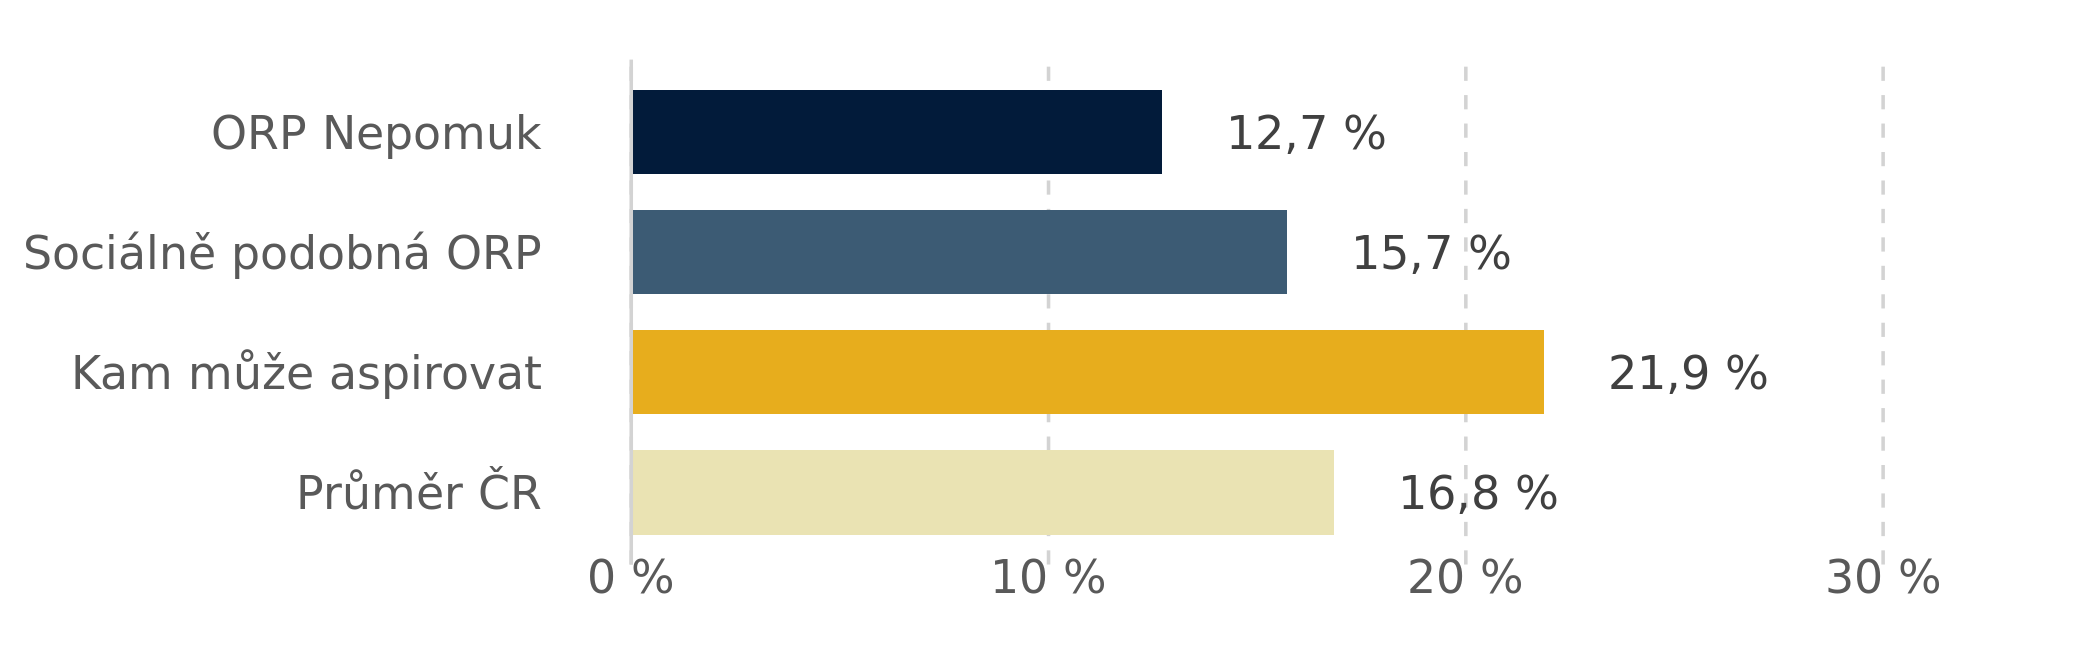 ORP Nepomuk 12,7 %
Sociálně podobná ORP 15,7 %
Kam může aspirovat 21,9 %
Průměr ČR 16,8 %
0 % 10 % 20 % 30 %